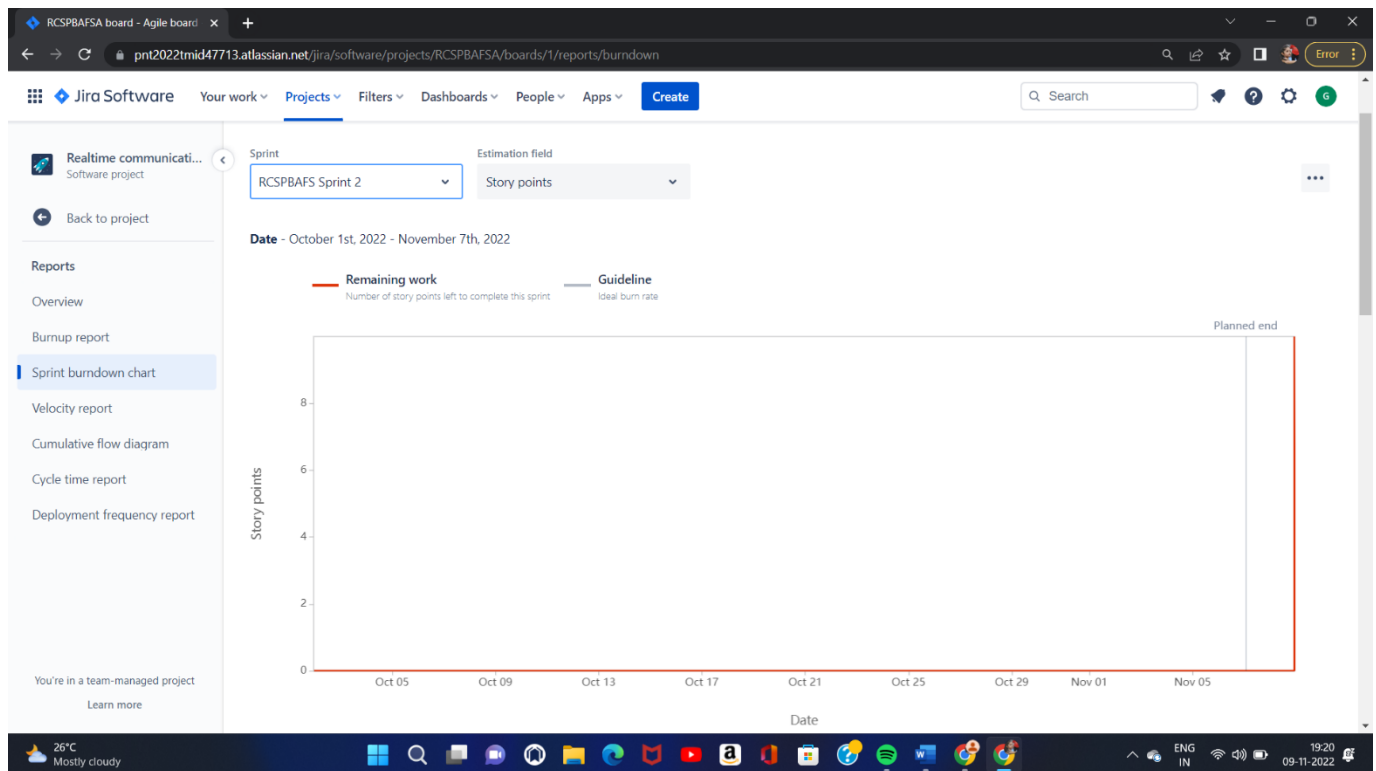 RCSPBAFSA board - Agile board
pnt2022tmid47713.atlassian.net/jira/software/projects/RCSPBAFSA/boards/1/reports/burndown
Error
Jira Software Your work Projects Filters Dashboards People Apps Create Search G
Realtime communicati...
Software project
Back to project
Reports
Overview
Burnup report
Sprint burndown chart
Velocity report
Cumulative flow diagram
Cycle time report
Deployment frequency report
You're in a team-managed project
Learn more
Sprint Estimation field
RCSPBAFS Sprint 2 Story points
Date - October 1st, 2022 - November 7th, 2022
Remaining work Guideline
Number of story points left to complete this sprint Ideal burn rate
Planned end
Story points
8
6
4
2
0
Oct 05 Oct 09 Oct 13 Oct 17 Oct 21 Oct 25 Oct 29 Nov 01 Nov 05
Date
26°C
Mostly cloudy
a
W
ENG
IN
19:20
09-11-2022